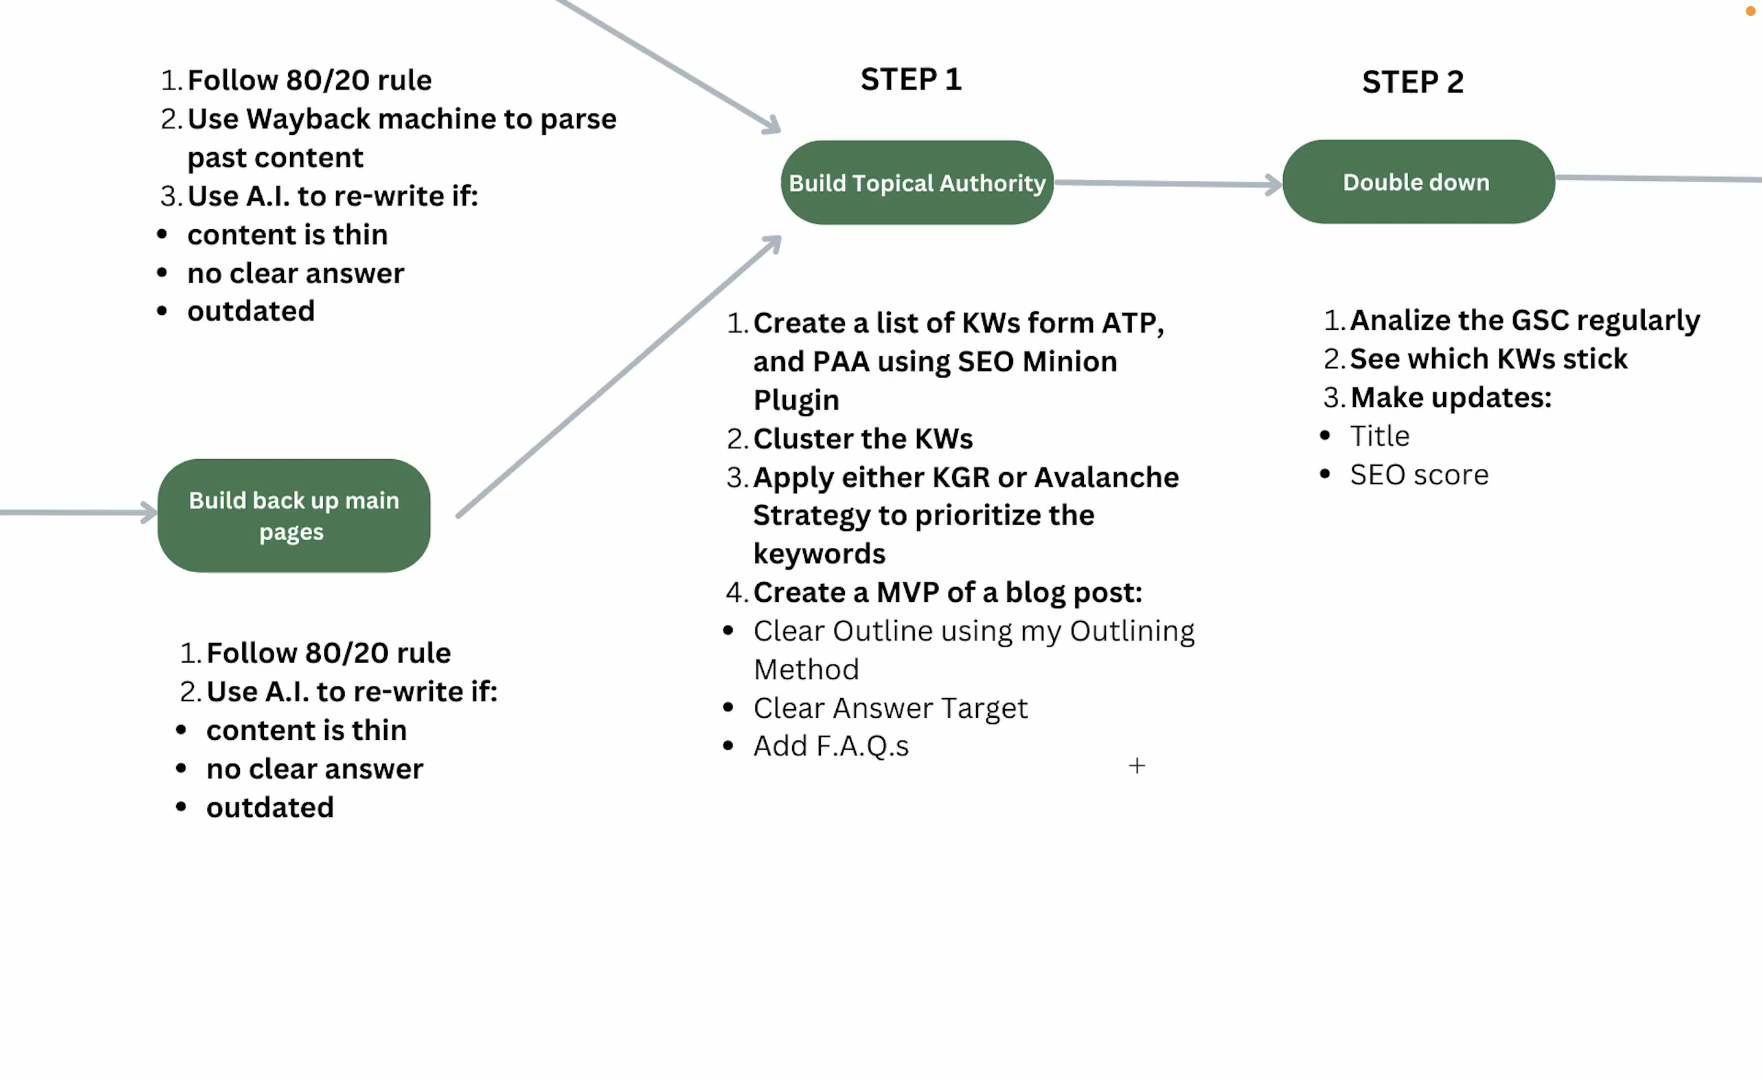 1. Follow 80/20 rule
2. Use Wayback machine to parse
past content
3. Use A.I. to re-write if:
• content is thin
• no clear answer
• outdated
Build back up main
pages
1. Follow 80/20 rule
2. Use A.I. to re-write if:
• content is thin
• no clear answer
• outdated
STEP 1
Build Topical Authority
1. Create a list of KWs form ATP,
and PAA using SEO Minion
Plugin
2. Cluster the KWs
3. Apply either KGR or Avalanche
Strategy to prioritize the
keywords
4. Create a MVP of a blog post:
• Clear Outline using my Outlining
Method
• Clear Answer Target
• Add F.A.Q.s
STEP 2
Double down
1. Analize the GSC regularly
2. See which KWs stick
3. Make updates:
• Title
• SEO score